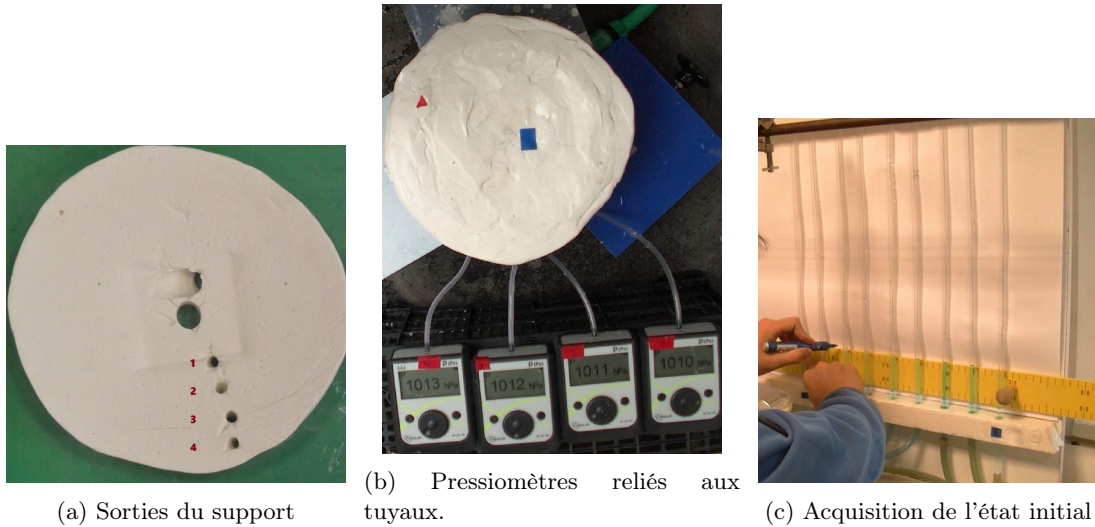 1
2
3
4
1013 hPa
1012 hPa
1011 hPa
1010 hPa
(a) Sorties du support
(b) Pressiomètres reliés aux
tuyaux.
(c) Acquisition de l'état initial